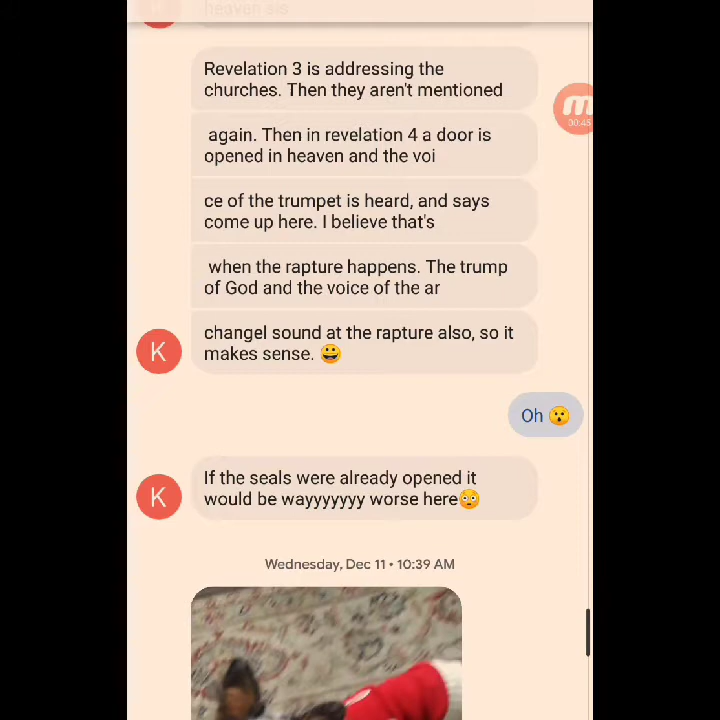 heaven sis
Revelation 3 is addressing the
churches. Then they aren't mentioned
again. Then in revelation 4 a door is
opened in heaven and the voi
ce of the trumpet is heard, and says
come up here. I believe that's
when the rapture happens. The trump
of God and the voice of the ar
changel sound at the rapture also, so it
makes sense. 😀
K
Oh 😯
If the seals were already opened it
would be wayyyyyyy worse here😳
K
Wednesday, Dec 11 • 10:39 AM
00:45